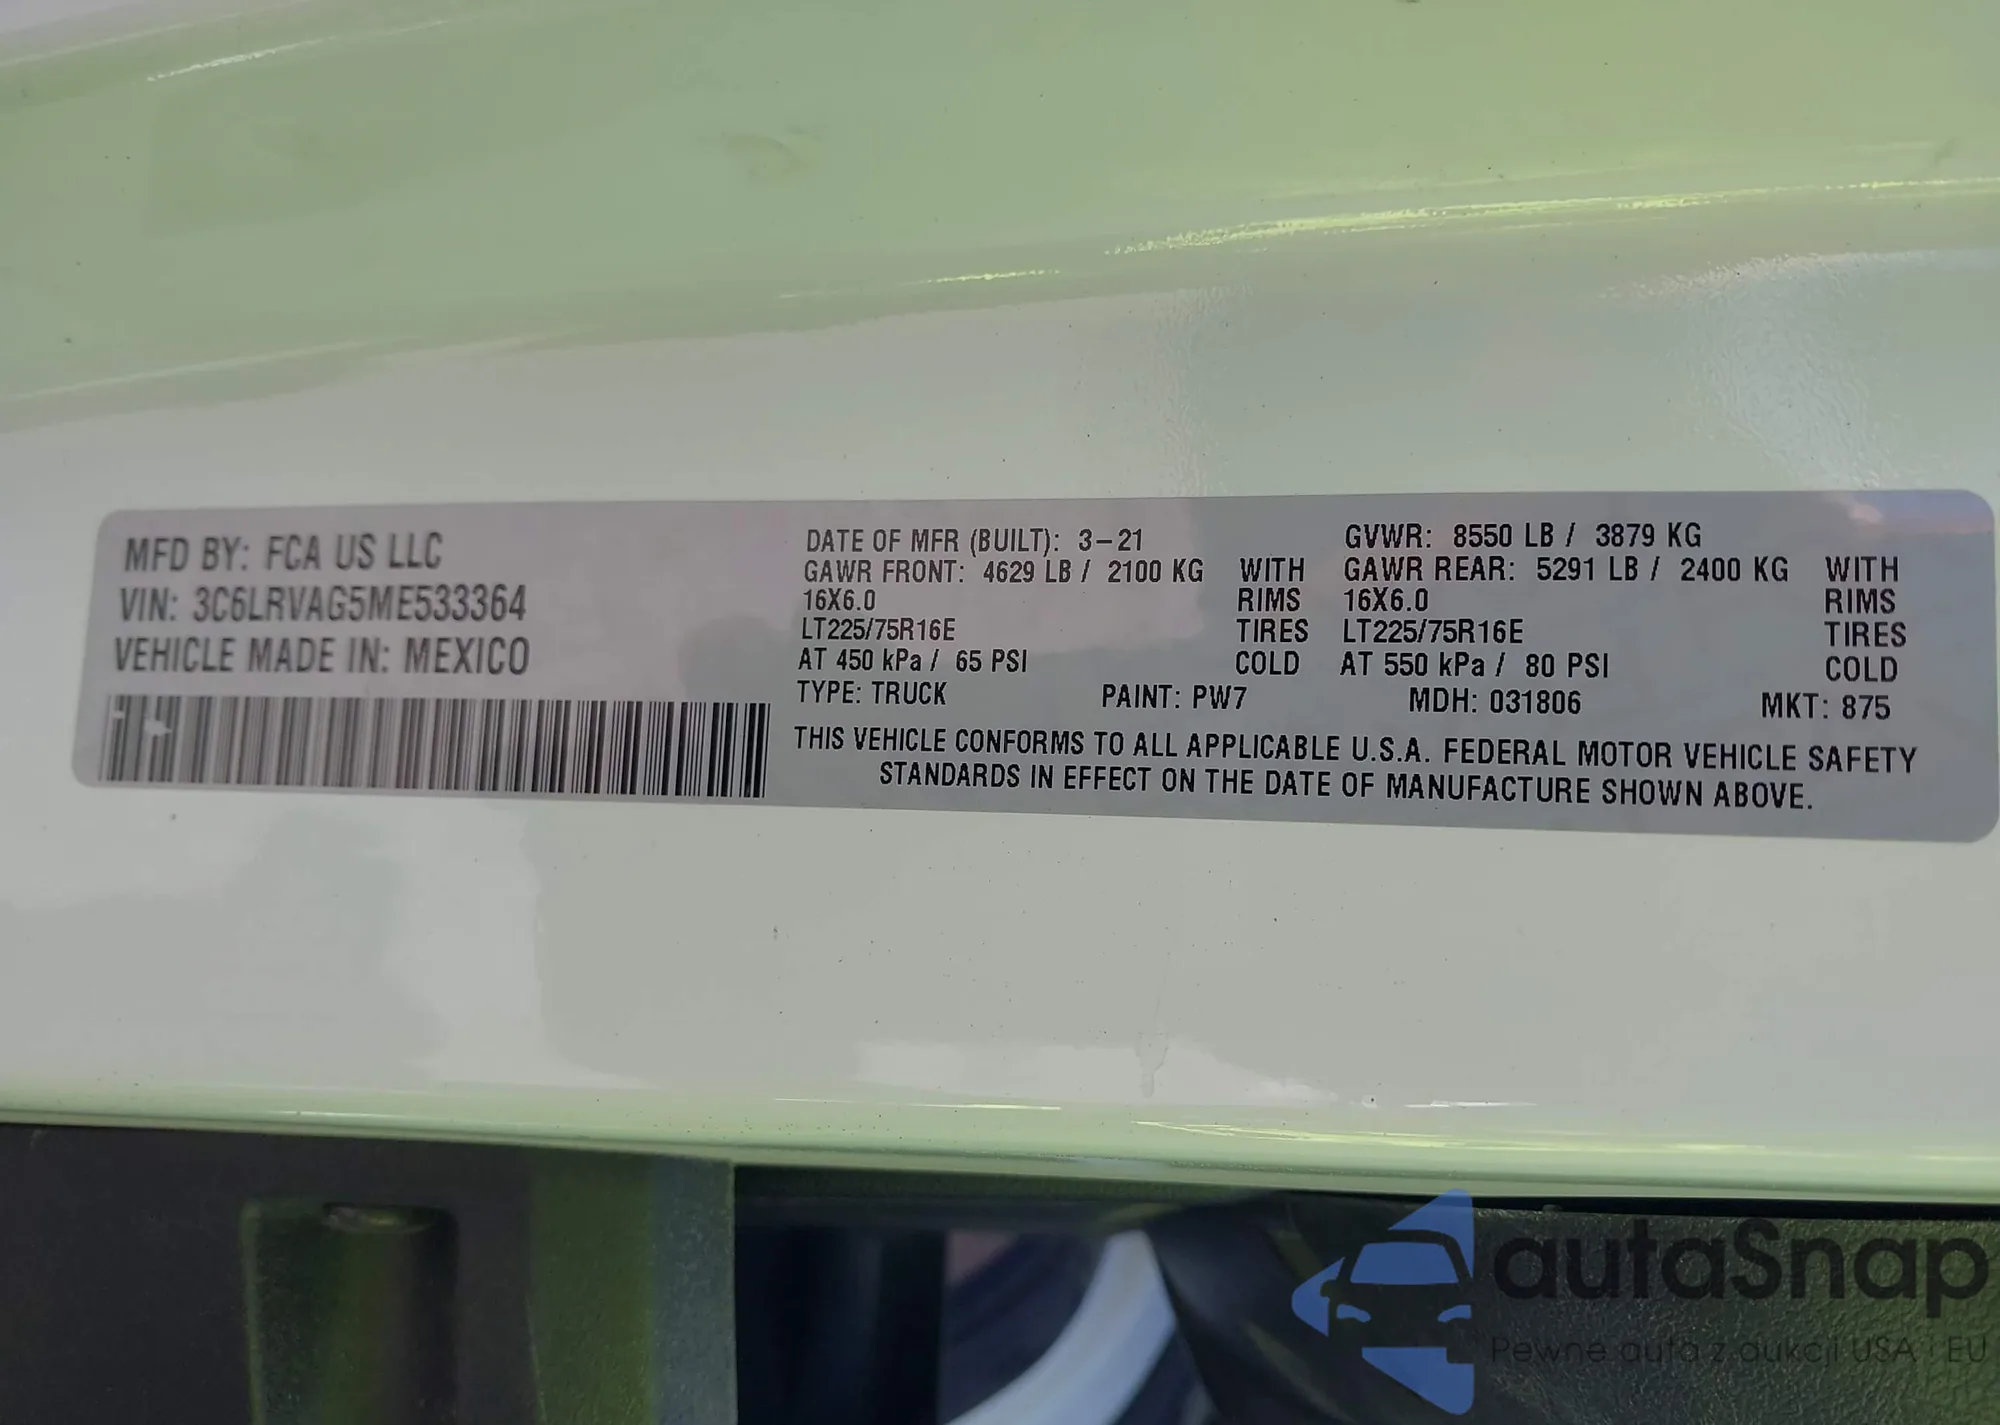 MFD BY: FCA US LLC
VIN: 3C6LRVAG5ME533364
VEHICLE MADE IN: MEXICO
DATE OF MFR (BUILT): 3-21 GVWR: 8550 LB / 3879 KG
GAWR FRONT: 4629 LB / 2100 KG WITH GAWR REAR: 5291 LB / 2400 KG WITH
16X6.0 RIMS 16X6.0 RIMS
LT225/75R16E TIRES LT225/75R16E TIRES
AT 450 kPa / 65 PSI COLD AT 550 kPa / 80 PSI COLD
TYPE: TRUCK PAINT: PW7 MDH: 031806 MKT: 875
THIS VEHICLE CONFORMS TO ALL APPLICABLE U.S.A. FEDERAL MOTOR VEHICLE SAFETY
STANDARDS IN EFFECT ON THE DATE OF MANUFACTURE SHOWN ABOVE.
autaSnap
Pewne auta z aukcji USA i EU